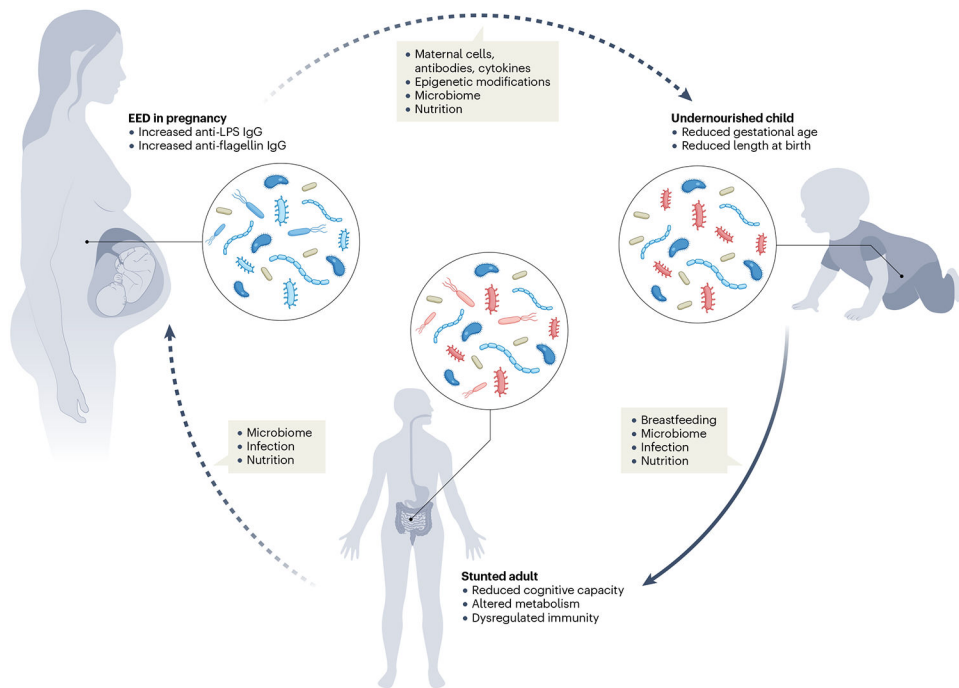 • Maternal cells,
antibodies, cytokines
• Epigenetic modifications
• Microbiome
• Nutrition
EED in pregnancy
• Increased anti-LPS IgG
• Increased anti-flagellin IgG
Undernourished child
• Reduced gestational age
• Reduced length at birth
• Microbiome
• Infection
• Nutrition
• Breastfeeding
• Microbiome
• Infection
• Nutrition
Stunted adult
• Reduced cognitive capacity
• Altered metabolism
• Dysregulated immunity